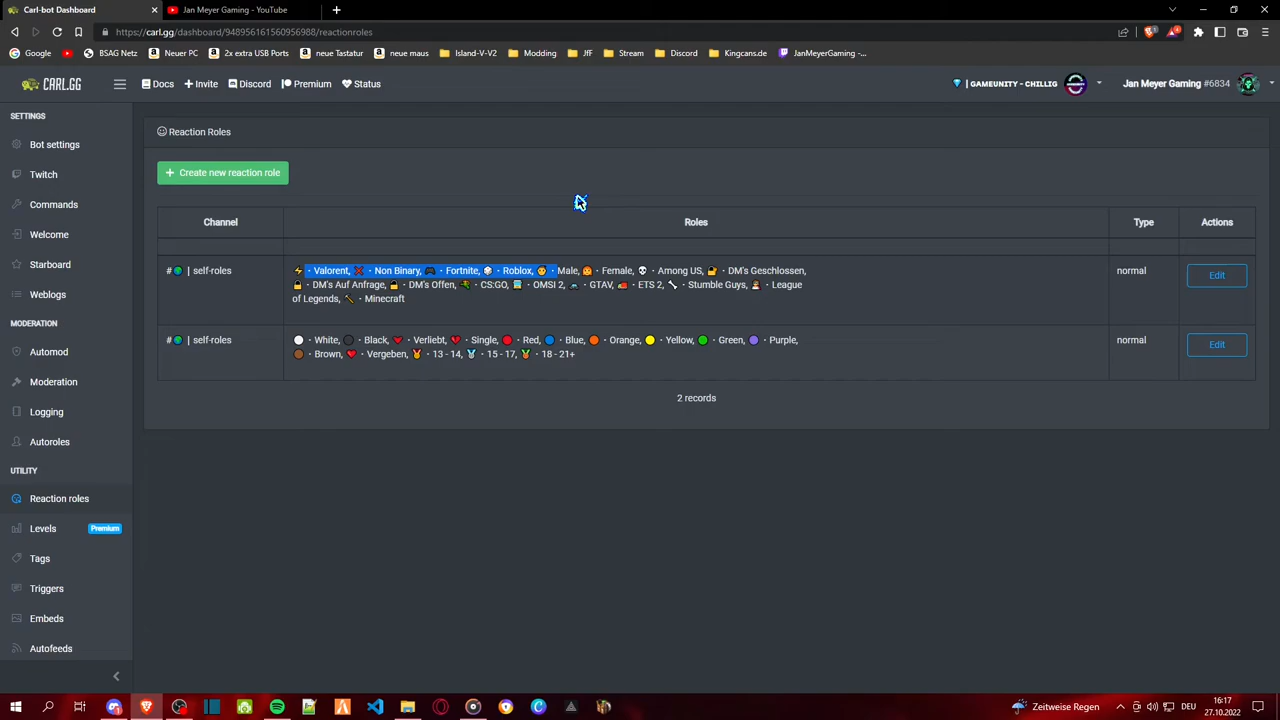 Carl-bot Dashboard
Jan Meyer Gaming - YouTube
https://carl.gg/dashboard/948956161560956988/reactionroles
Google
BSAG Netz
Neuer PC
2x extra USB Ports
neue Tastatur
neue maus
Island-V-V2
Modding
JfF
Stream
Discord
Kingcans.de
JanMeyerGaming -...
CARL.GG
Docs
Invite
Discord
Premium
Status
| GAMEUNITY - CHILLIG
Jan Meyer Gaming #6834
SETTINGS
Bot settings
Twitch
Commands
Welcome
Starboard
Weblogs
MODERATION
Automod
Moderation
Logging
Autoroles
UTILITY
Reaction roles
Levels
Premium
Tags
Triggers
Embeds
Autofeeds
Reaction Roles
+ Create new reaction role
Channel
Roles
Type
Actions
# | self-roles
⚡・Valorent, ❌・Non Binary, 🎮・Fortnite, 🎲・Roblox, 👨・Male, 👩・Female, 💀・Among US, 🔐・DM's Geschlossen,
🔒・DM's Auf Anfrage, 🔓・DM's Offen, 🔫・CS:GO, 🚍・OMSI 2, 🚗・GTAV, 🚚・ETS 2, 🦴・Stumble Guys, 🧝・League
of Legends, ⛏・Minecraft
normal
Edit
# | self-roles
⚪・White, ⚫・Black, ❤・Verliebt, 💔・Single, 🔴・Red, 🔵・Blue, 🟠・Orange, 🟡・Yellow, 🟢・Green, 🟣・Purple,
🟤・Brown, ♥・Vergeben, 🥇・13 - 14, 🥈・15 - 17, 🥉・18 - 21+
normal
Edit
2 records
Zeitweise Regen
DEU
16:17
27.10.2022